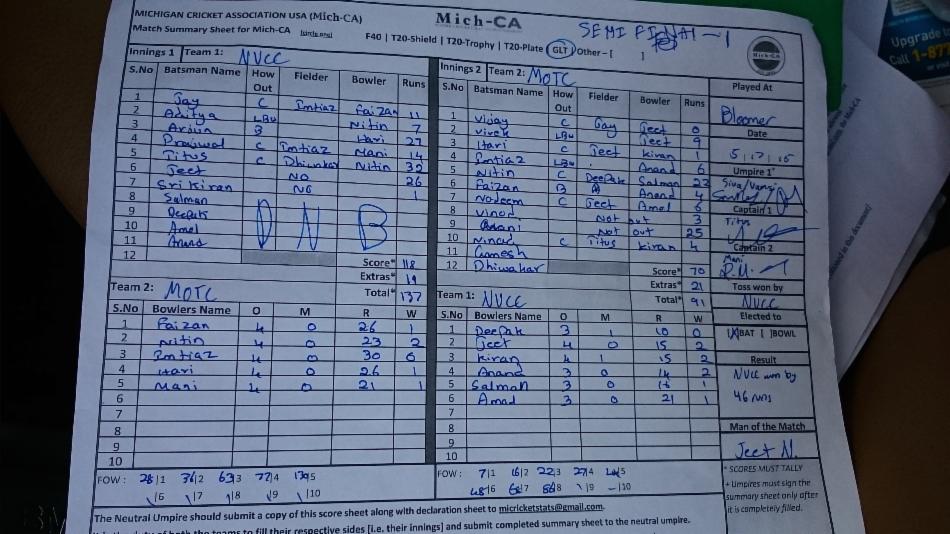 MICHIGAN CRICKET ASSOCIATION USA (Mich-CA)
Mich-CA
SEMI FINAL-1
Match Summary Sheet for Mich-CA
F40 | T20-Shield | T20-Trophy | T20-Plate GLT Other - [ ]
Mich-CA
Upgrade
Call 1-87
Innings 1 Team 1: NVCC
S.No Batsman Name How Out Fielder Bowler Runs
1 Jay C Imtiaz Faizan 11
2 Aditya LBW Nitin 7
3 Arjun B Hari 27
4 Prajwal C Imtiaz Mani 14
5 Titus C Dhiwakar Nitin 32
6 Jeet NO 26
7 Srikiran NO 1
8 Salman
9 Deepak
10 Amol
11 Anand
DNB
12
Score* 118
Extras* 19
Total* 137
Innings 2 Team 2: MOTC
S.No Batsman Name How Out Fielder Bowler Runs
1 Vijay C Jay Jeet 0
2 Vivek LBW Jeet 9
3 Hari C Jeet Kiran 1
4 Imtiaz LBW Anand 6
5 Nitin C Deepak Salman 23
6 Faizan B Anand 4
7 Nadeem C Jeet Amol 6
8 Vinod Not out 3
9 Mani Not out 25
10 Ninad C Titus Kiran 4
11 Gamesh
12 Dhiwakar
Score* 70
Extras* 21
Total* 91
Played At
Bloomer
Date
Umpire 1*
Siva/Vamsi
Captain 1
Titus
Captain 2
Mani
Toss won by
NVCC
Elected to
[X]BAT [ ]BOWL
Result
NVCC won by
46 runs
Man of the Match
Jeet N.
* SCORES MUST TALLY
* Umpires must sign the
summary sheet only after
it is completely filled.
Team 2: MOTC
S.No Bowlers Name O M R W
1 Faizan 4 0 26 1
2 Nitin 4 0 23 2
3 Imtiaz 4 0 30 0
4 Hari 4 0 26 1
5 Mani 4 0 21 1
6
7
8
9
10
Team 1: NVCC
S.No Bowlers Name O M R W
1 Deepak 3 1 10 0
2 Jeet 4 0 15 2
3 Kiran 4 1 15 2
4 Anand 3 0 14 2
5 Salman 3 0 1
6 Amol 3 0 21 1
7
8
9
10
FOW : 28/1 36/2 63/3 77/4 5
\6 \7 \8 \9 \10
FOW : 7/1 16/2 22/3 27/4 5
48/6 7 8 \9 -\10
The Neutral Umpire should submit a copy of this score sheet along with declaration sheet to micricketstats@gmail.com.
both the teams to fill their respective sides [i.e. their innings] and submit completed summary sheet to the neutral umpire.